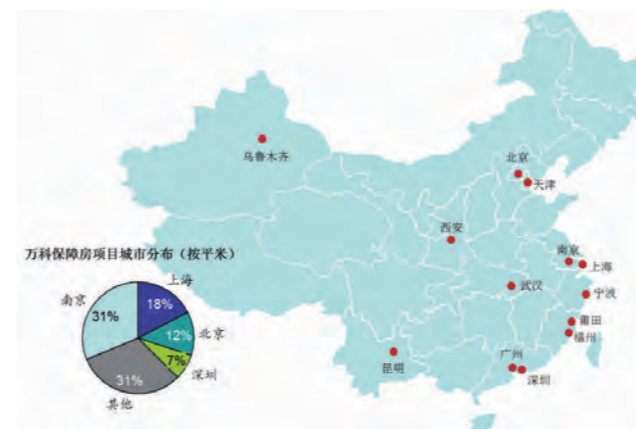 乌鲁木齐
北京
天津
西安
南京
上海
武汉
宁波
莆田
福州
广州
深圳
昆明
万科保障房项目城市分布（按平米）
上海
18%
南京
31%
12%
北京
7%
深圳
31%
其他